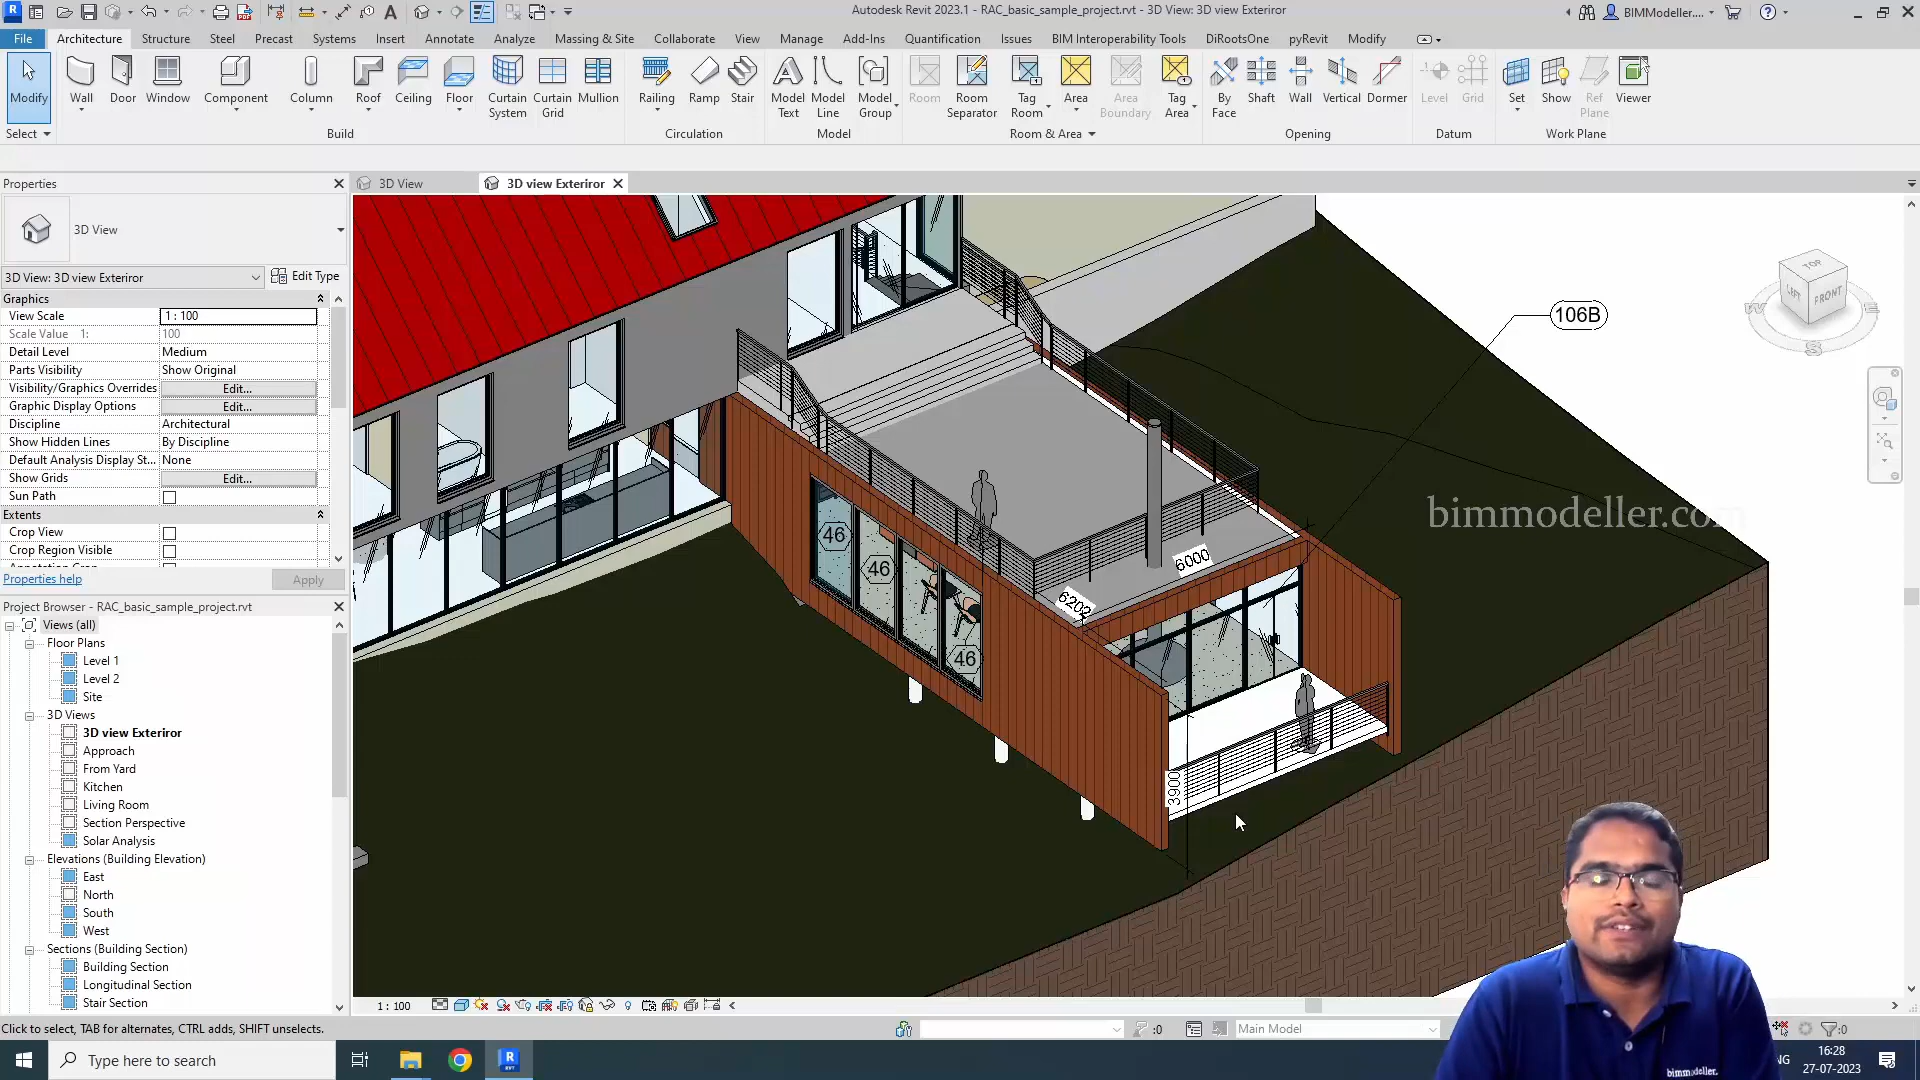 Autodesk Revit 2023.1 - RAC_basic_sample_project.rvt - 3D View: 3D view Exteriror
BIMModeller....
File Architecture Structure Steel Precast Systems Insert Annotate Analyze Massing & Site Collaborate View Manage Add-Ins Quantification Issues BIM Interoperability Tools DiRootsOne pyRevit Modify
Modify Wall Door Window Component Column Roof Ceiling Floor Curtain System Curtain Grid Mullion Railing Ramp Stair Model Text Model Line Model Group Room Room Separator Tag Room Area Area Boundary Tag Area By Face Shaft Wall Vertical Dormer Level Grid Set Show Ref Plane Viewer
Select Build Circulation Model Room & Area Opening Datum Work Plane
Properties
3D View
3D view Exteriror
3D View
3D View: 3D view Exteriror
Edit Type
Graphics
View Scale 1 : 100
Scale Value 1: 100
Detail Level Medium
Parts Visibility Show Original
Visibility/Graphics Overrides Edit...
Graphic Display Options Edit...
Discipline Architectural
Show Hidden Lines By Discipline
Default Analysis Display St... None
Show Grids Edit...
Sun Path
Extents
Crop View
Crop Region Visible
Properties help
Apply
Project Browser - RAC_basic_sample_project.rvt
Views (all)
Floor Plans
Level 1
Level 2
Site
3D Views
3D view Exteriror
Approach
From Yard
Kitchen
Living Room
Section Perspective
Solar Analysis
Elevations (Building Elevation)
East
North
South
West
Sections (Building Section)
Building Section
Longitudinal Section
Stair Section
TOP
LEFT
FRONT
W
E
S
106B
bimmodeller.com
46
46
46
6000
6202
3900
1 : 100
Click to select, TAB for alternates, CTRL adds, SHIFT unselects.
:0
Main Model
:0
bimmodeller.
Type here to search
NG
16:28
27-07-2023